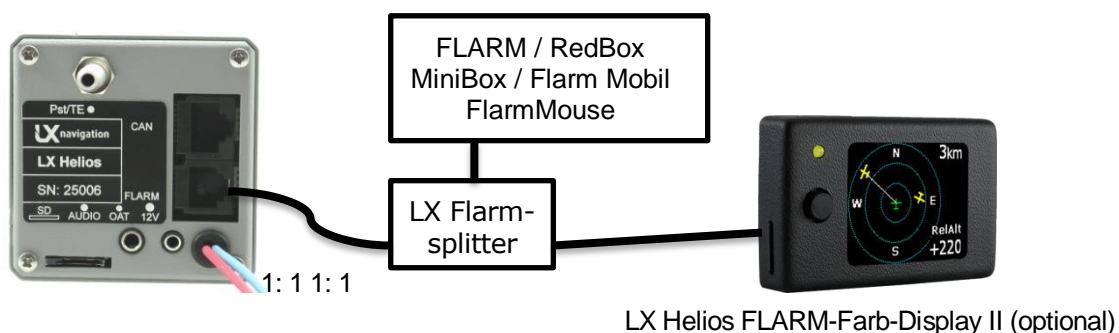 FLARM / RedBox
MiniBox / Flarm Mobil
FlarmMouse
Pst/TE
LX navigation
CAN
LX Helios
SN: 25006
FLARM
SD
AUDIO
OAT
12V
1: 1 1: 1
LX Flarm-
splitter
N
3km
W
E
S
RelAlt
+220
LX Helios FLARM-Farb-Display II (optional)